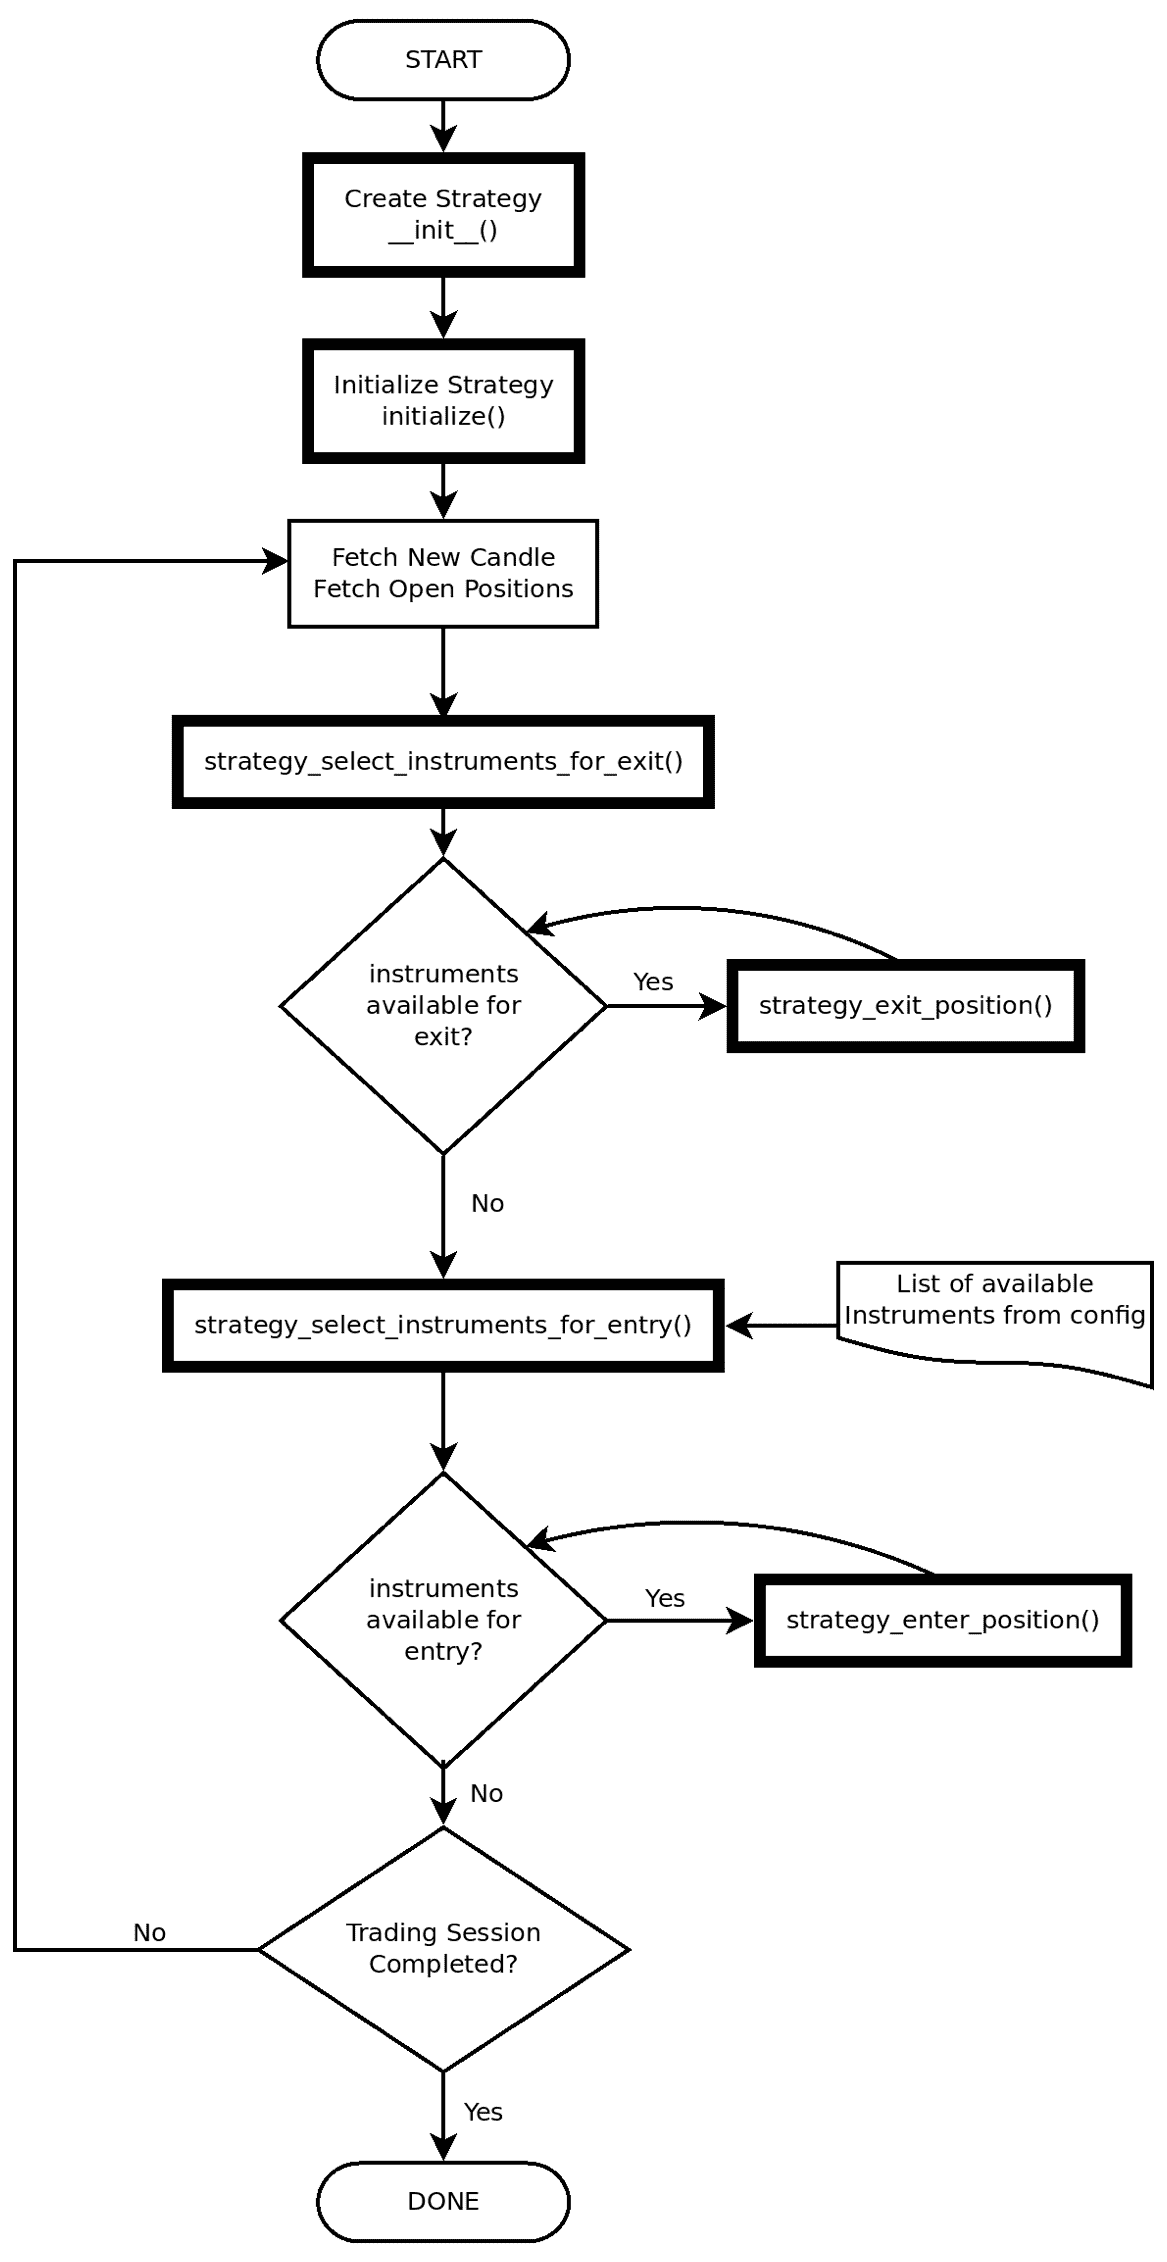 START
Create Strategy
__init__()
Initialize Strategy
initialize()
Fetch New Candle
Fetch Open Positions
strategy_select_instruments_for_exit()
instruments
available for
exit?
Yes
strategy_exit_position()
No
strategy_select_instruments_for_entry()
List of available
Instruments from config
instruments
available for
entry?
Yes
strategy_enter_position()
No
Trading Session
Completed?
No
Yes
DONE